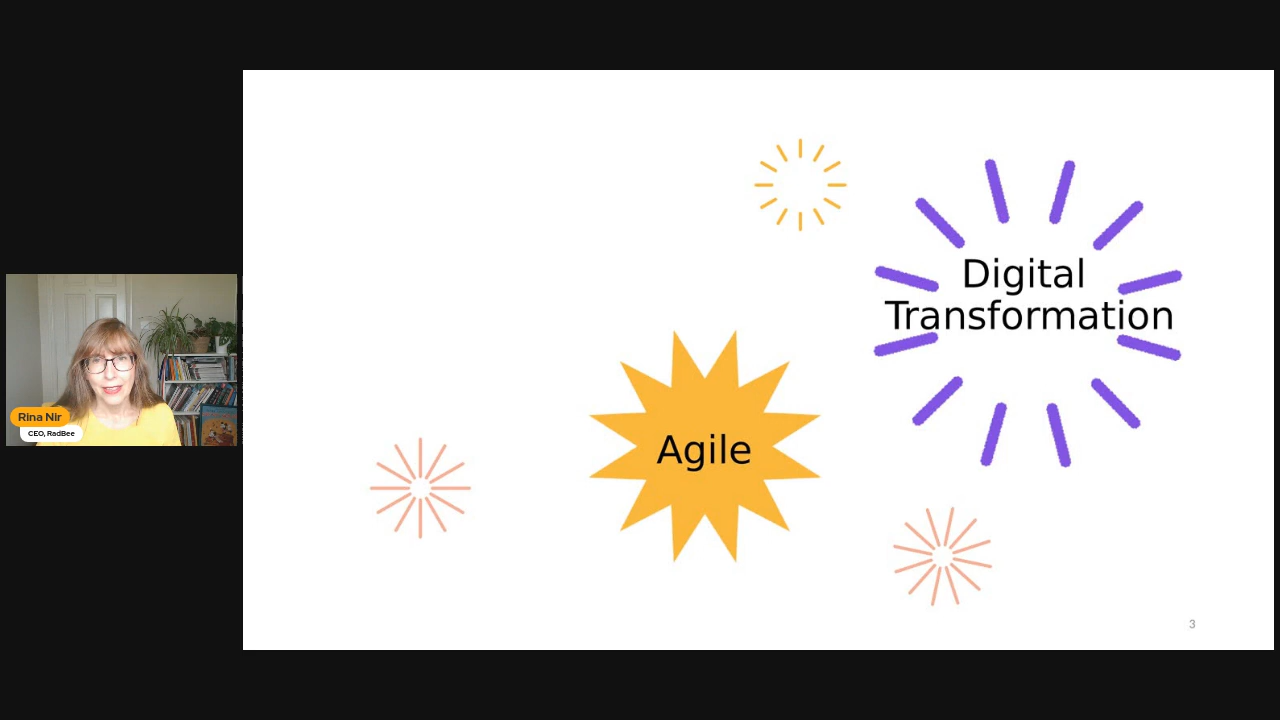 Digital
Transformation
Agile
Rina Nir
CEO, RadBee
3